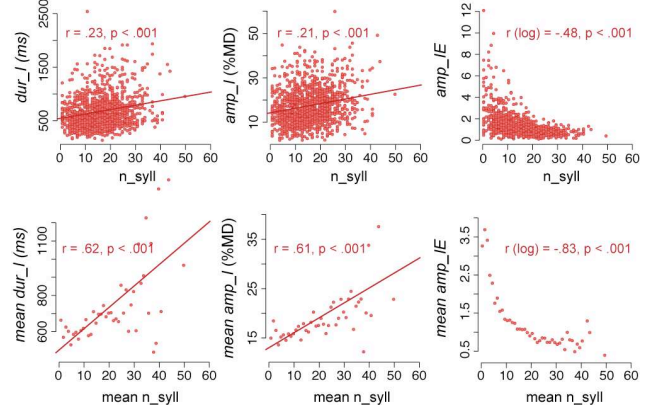 r = .23, p < .001
dur_I (ms)
500
1500
2500
0 10 20 30 40 50 60
n_syll
r = .21, p < .001
amp_I (%MD)
10
30
50
0 10 20 30 40 50 60
n_syll
r (log) = -.48, p < .001
amp_IE
0
2
4
6
8
10
12
0 10 20 30 40 50 60
n_syll
r = .62, p < .001
mean dur_I (ms)
600
700
900
1100
0 10 20 30 40 50 60
mean n_syll
r = .61, p < .001
mean amp_I (%MD)
15
25
35
0 10 20 30 40 50 60
mean n_syll
r (log) = -.83, p < .001
mean amp_IE
0.5
1.5
2.5
3.5
0 10 20 30 40 50 60
mean n_syll